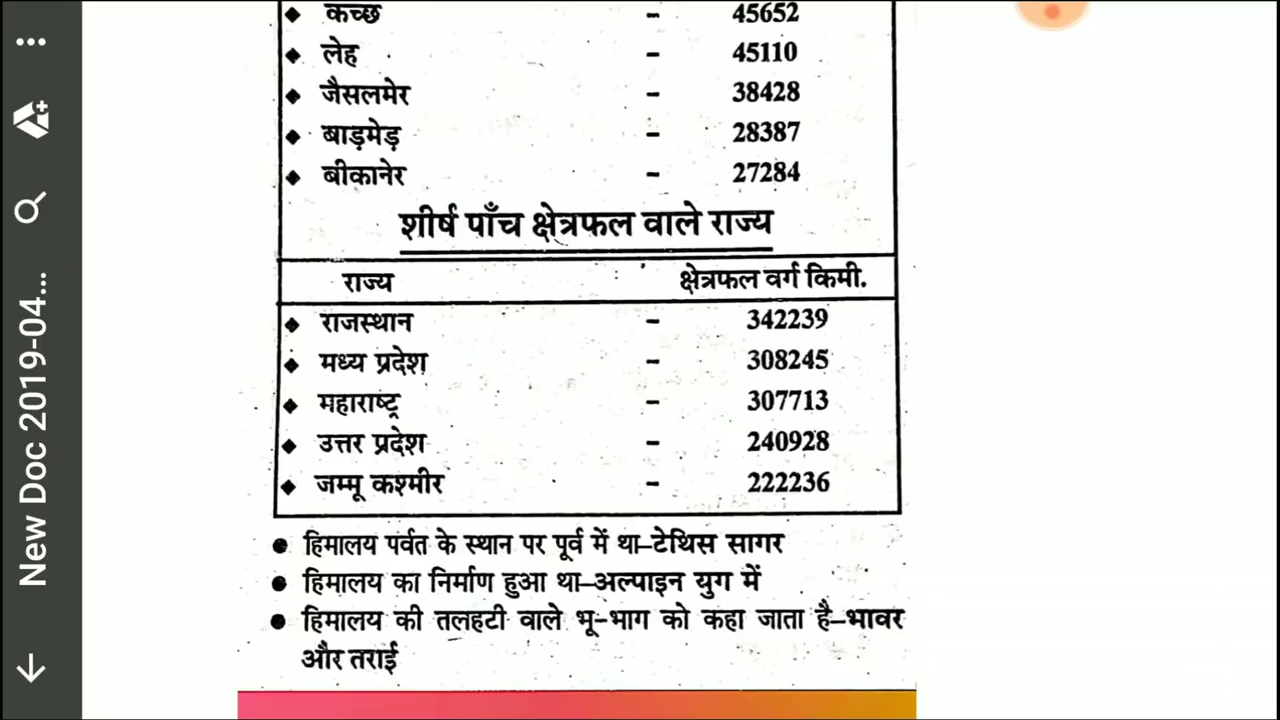 कच्छ - 45652
लेह - 45110
जैसलमेर - 38428
बाड़मेड़ - 28387
बीकानेर - 27284
शीर्ष पाँच क्षेत्रफल वाले राज्य
राज्य क्षेत्रफल वर्ग किमी.
राजस्थान - 342239
मध्य प्रदेश - 308245
महाराष्ट्र - 307713
उत्तर प्रदेश - 240928
जम्मू कश्मीर - 222236
हिमालय पर्वत के स्थान पर पूर्व में था–टेथिस सागर
हिमालय का निर्माण हुआ था–अल्पाइन युग में
हिमालय की तलहटी वाले भू-भाग को कहा जाता है–भावर
और तराई
New Doc 2019-04...